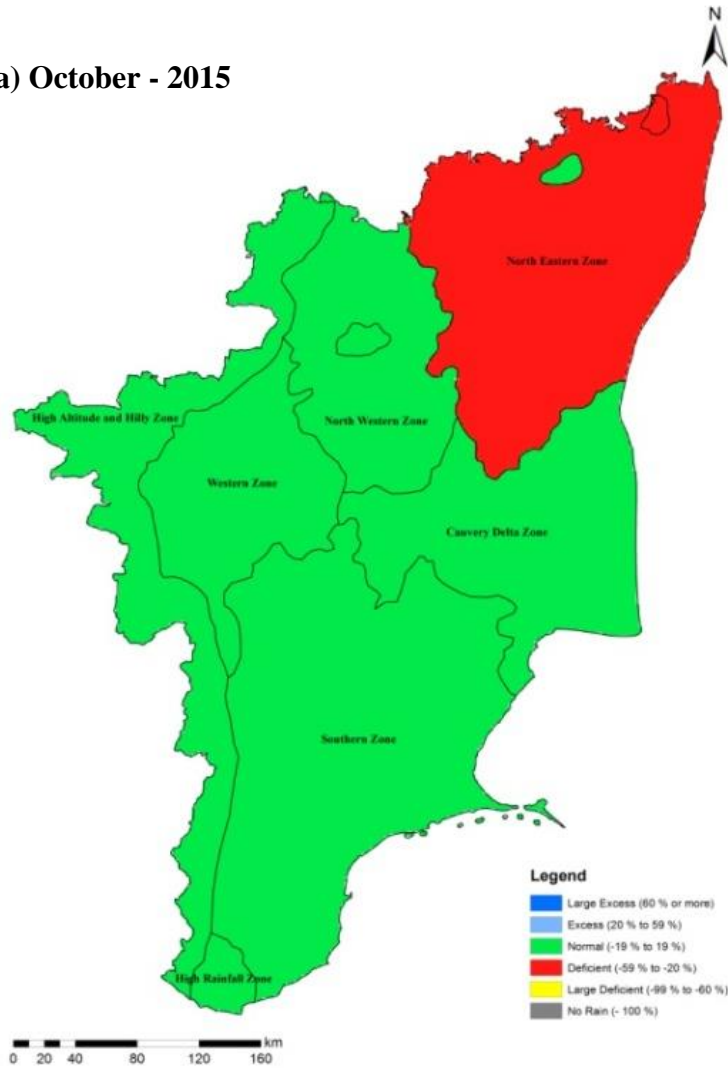 N
a) October - 2015
North Eastern Zone
High Altitude and Hilly Zone
North Western Zone
Western Zone
Cauvery Delta Zone
Southern Zone
High Rainfall Zone
Legend
Large Excess (60 % or more)
Excess (20 % to 59 %)
Normal (-19 % to 19 %)
Deficient (-59 % to -20 %)
Large Deficient (-99 % to -60 %)
No Rain (- 100 %)
km
0 20 40 80 120 160